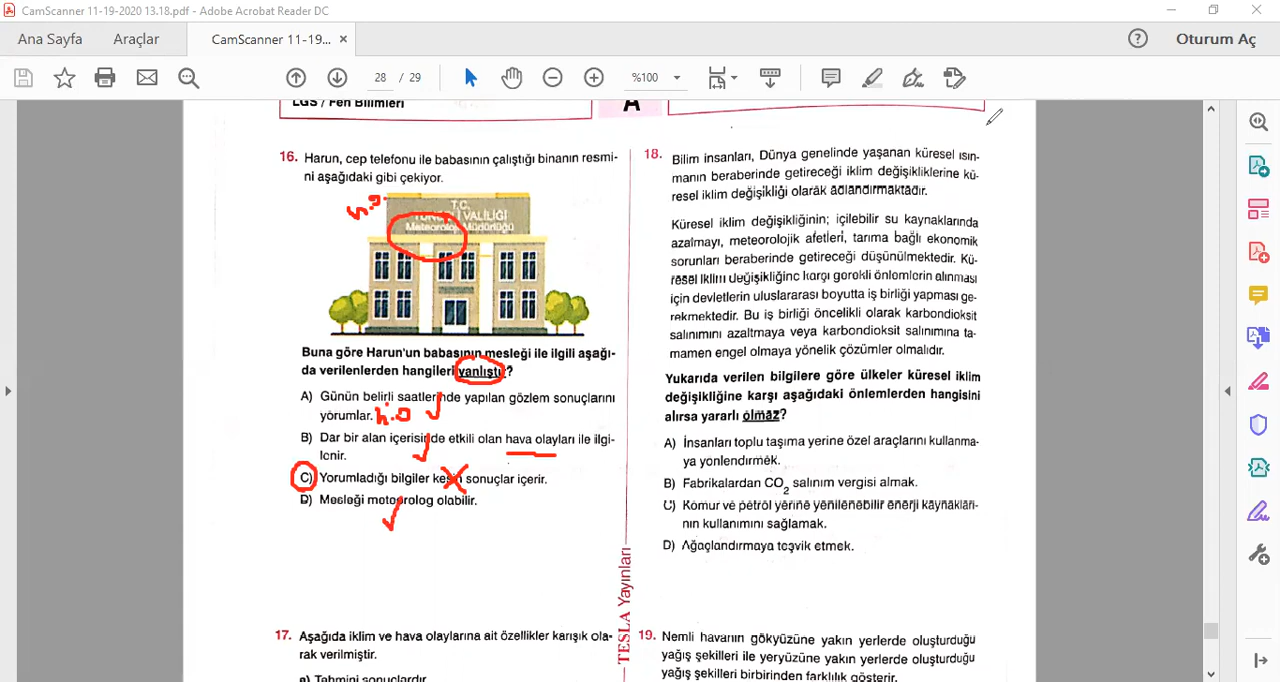 CamScanner 11-19-2020 13.18.pdf - Adobe Acrobat Reader DC
Ana Sayfa
Araçlar
CamScanner 11-19...
Oturum Aç
28 / 29
%100
LGS / Fen Bilimleri
A
16. Harun, cep telefonu ile babasının çalıştığı binanın resmi-
ni aşağıdaki gibi çekiyor.
h.o
T.C.
VALİLİĞİ
Meteoroloji Müdürlüğü
Buna göre Harun'un babasının mesleği ile ilgili aşağı-
da verilenlerden hangileri yanlıştır?
A) Günün belirli saatlerinde yapılan gözlem sonuçlarını
yorumlar.
h.o
B) Dar bir alan içerisinde etkili olan hava olayları ile ilgi-
lenir.
C) Yorumladığı bilgiler kesin sonuçlar içerir.
D) Mesleği meteorolog olabilir.
17. Aşağıda iklim ve hava olaylarına ait özellikler karışık ola-
rak verilmiştir.
a) Tahmini sonuçlardır
TESLA Yayınları
18. Bilim insanları, Dünya genelinde yaşanan küresel ısın-
manın beraberinde getireceği iklim değişikliklerine kü-
resel iklim değişikliği olarak adlandırmaktadır.
Küresel iklim değişikliğinin; içilebilir su kaynaklarında
azalmayı, meteorolojik afetleri, tarıma bağlı ekonomik
sorunları beraberinde getireceği düşünülmektedir. Kü-
resel iklim değişikliğine karşı gerekli önlemlerin alınması
için devletlerin uluslararası boyutta iş birliği yapması ge-
rekmektedir. Bu iş birliği öncelikli olarak karbondioksit
salınımını azaltmaya veya karbondioksit salınımına ta-
mamen engel olmaya yönelik çözümler olmalıdır.
Yukarıda verilen bilgilere göre ülkeler küresel iklim
değişikliğine karşı aşağıdaki önlemlerden hangisini
alırsa yararlı olmaz?
A) İnsanları toplu taşıma yerine özel araçlarını kullanma-
ya yönlendirmek.
B) Fabrikalardan CO2 salınım vergisi almak.
C) Kömür ve petrol yerine yenilenebilir enerji kaynakları-
nın kullanımını sağlamak.
D) Ağaçlandırmaya teşvik etmek.
19. Nemli havanın gökyüzüne yakın yerlerde oluşturduğu
yağış şekilleri ile yeryüzüne yakın yerlerde oluşturduğu
yağış şekilleri birbirinden farklılık gösterir.